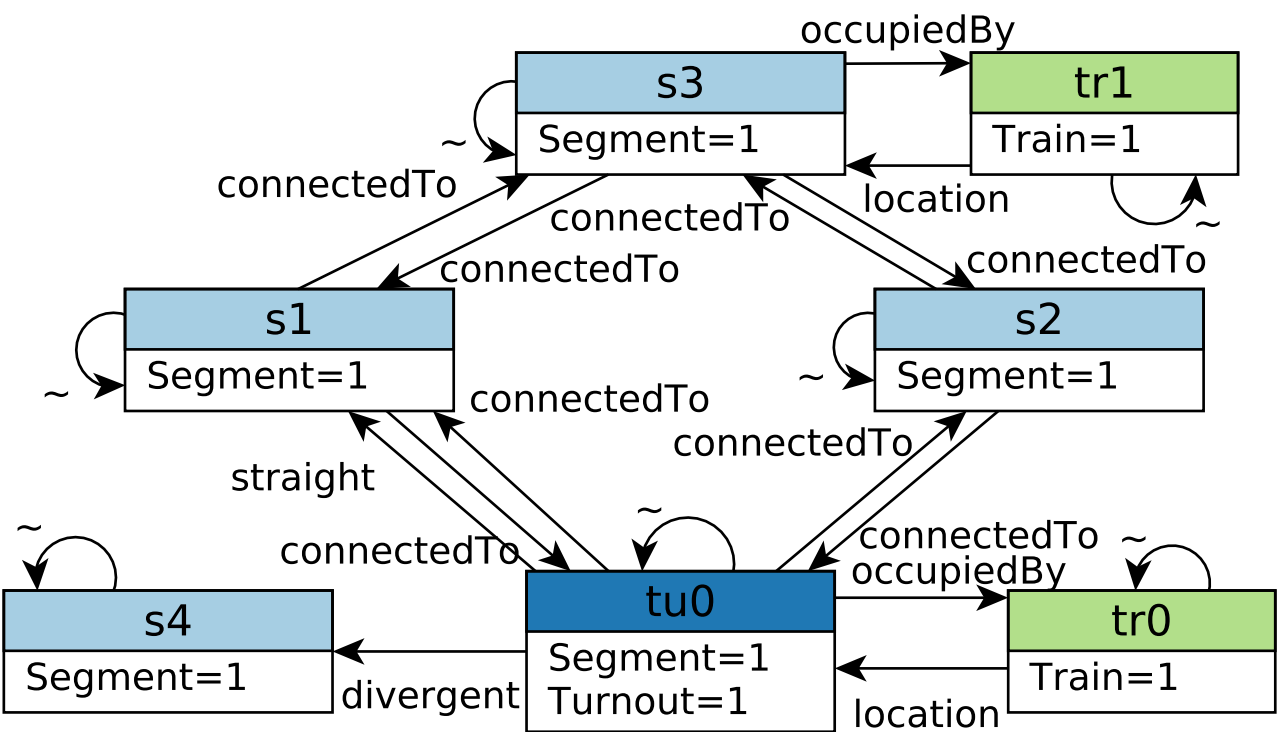 occupiedBy
s3
tr1
Segment=1
Train=1
~
connectedTo
location
connectedTo
~
connectedTo
connectedTo
s1
s2
Segment=1
Segment=1
~
~
connectedTo
connectedTo
straight
~
~
connectedTo
connectedTo
~
occupiedBy
s4
tu0
tr0
Segment=1
Segment=1
Train=1
divergent
Turnout=1
location